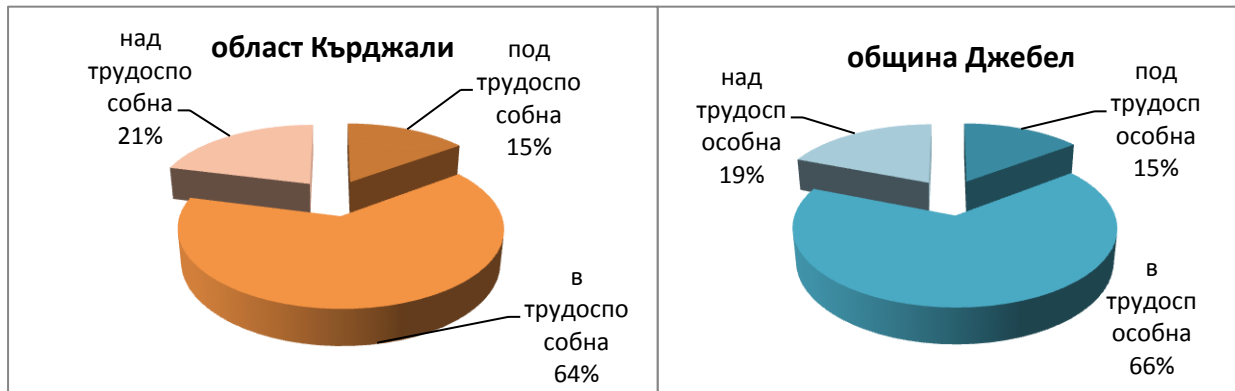 област Кърджали
над
трудоспо
собна
21%
под
трудоспо
собна
15%
в
трудоспо
собна
64%
община Джебел
над
трудосп
особна
19%
под
трудосп
особна
15%
в
трудосп
особна
66%